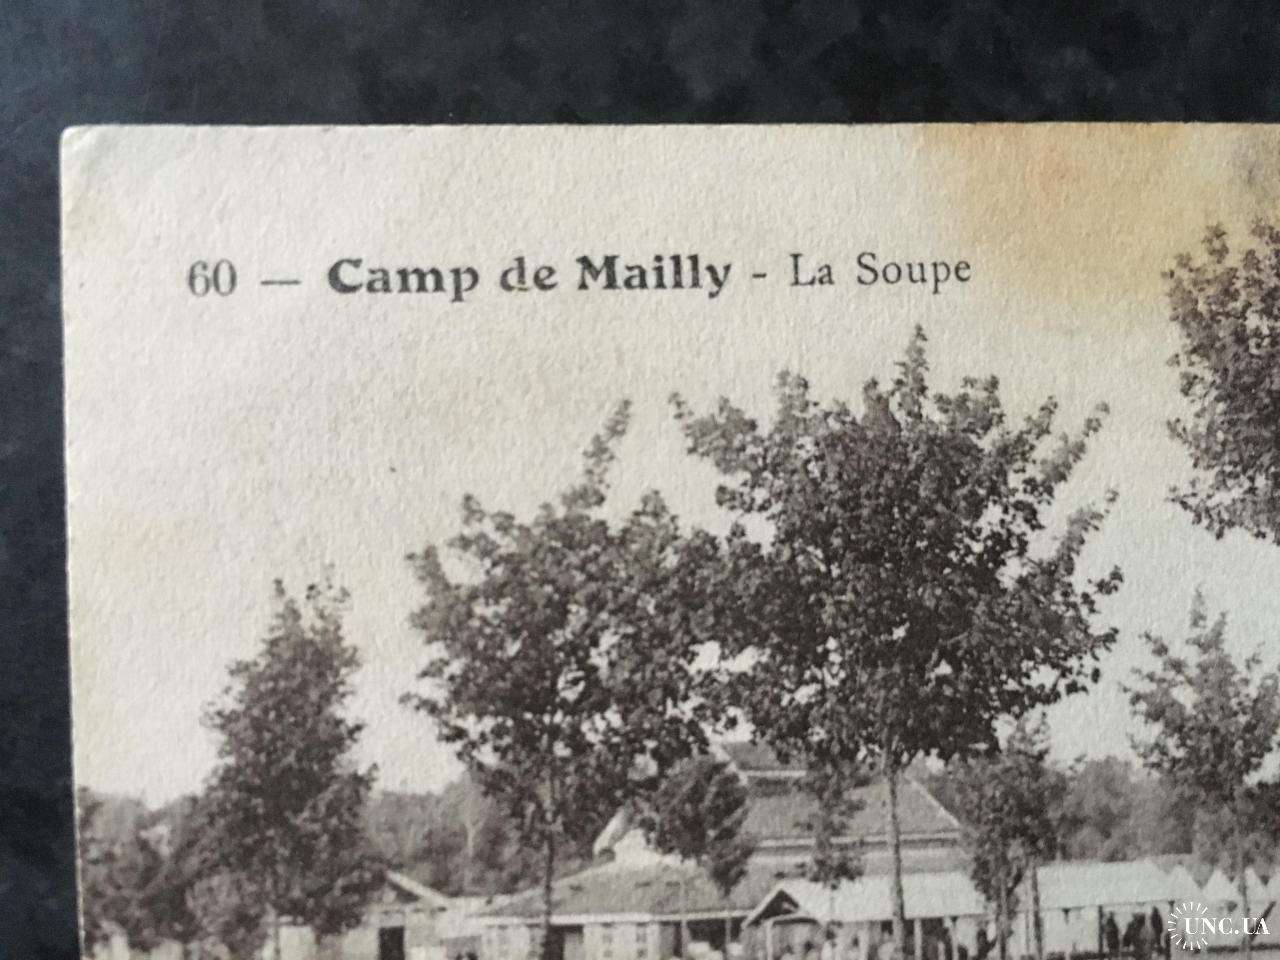 60 — Camp de Mailly - La Soupe
UNC.UA